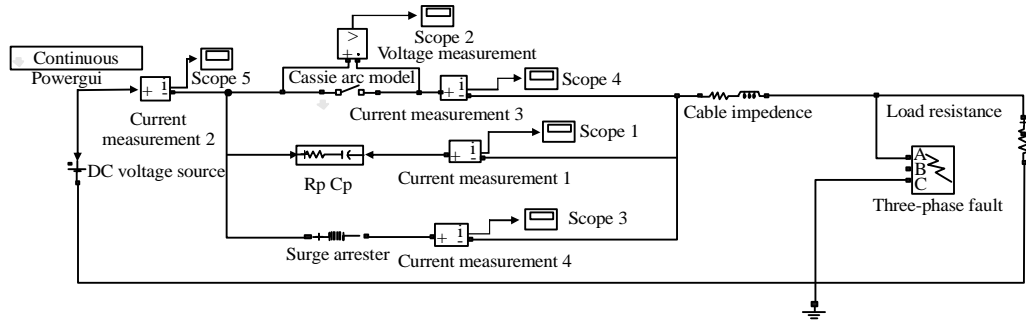 Continuous
Powergui
Scope 5
Scope 2
Voltage measurement
Cassie arc model
Scope 4
Current
measurement 2
Current measurement 3
Cable impedence
Load resistance
Scope 1
DC voltage source
Rp Cp
Current measurement 1
A
B
C
Three-phase fault
Scope 3
Surge arrester
Current measurement 4
+ i -
+ i -
+ i -
+ i -